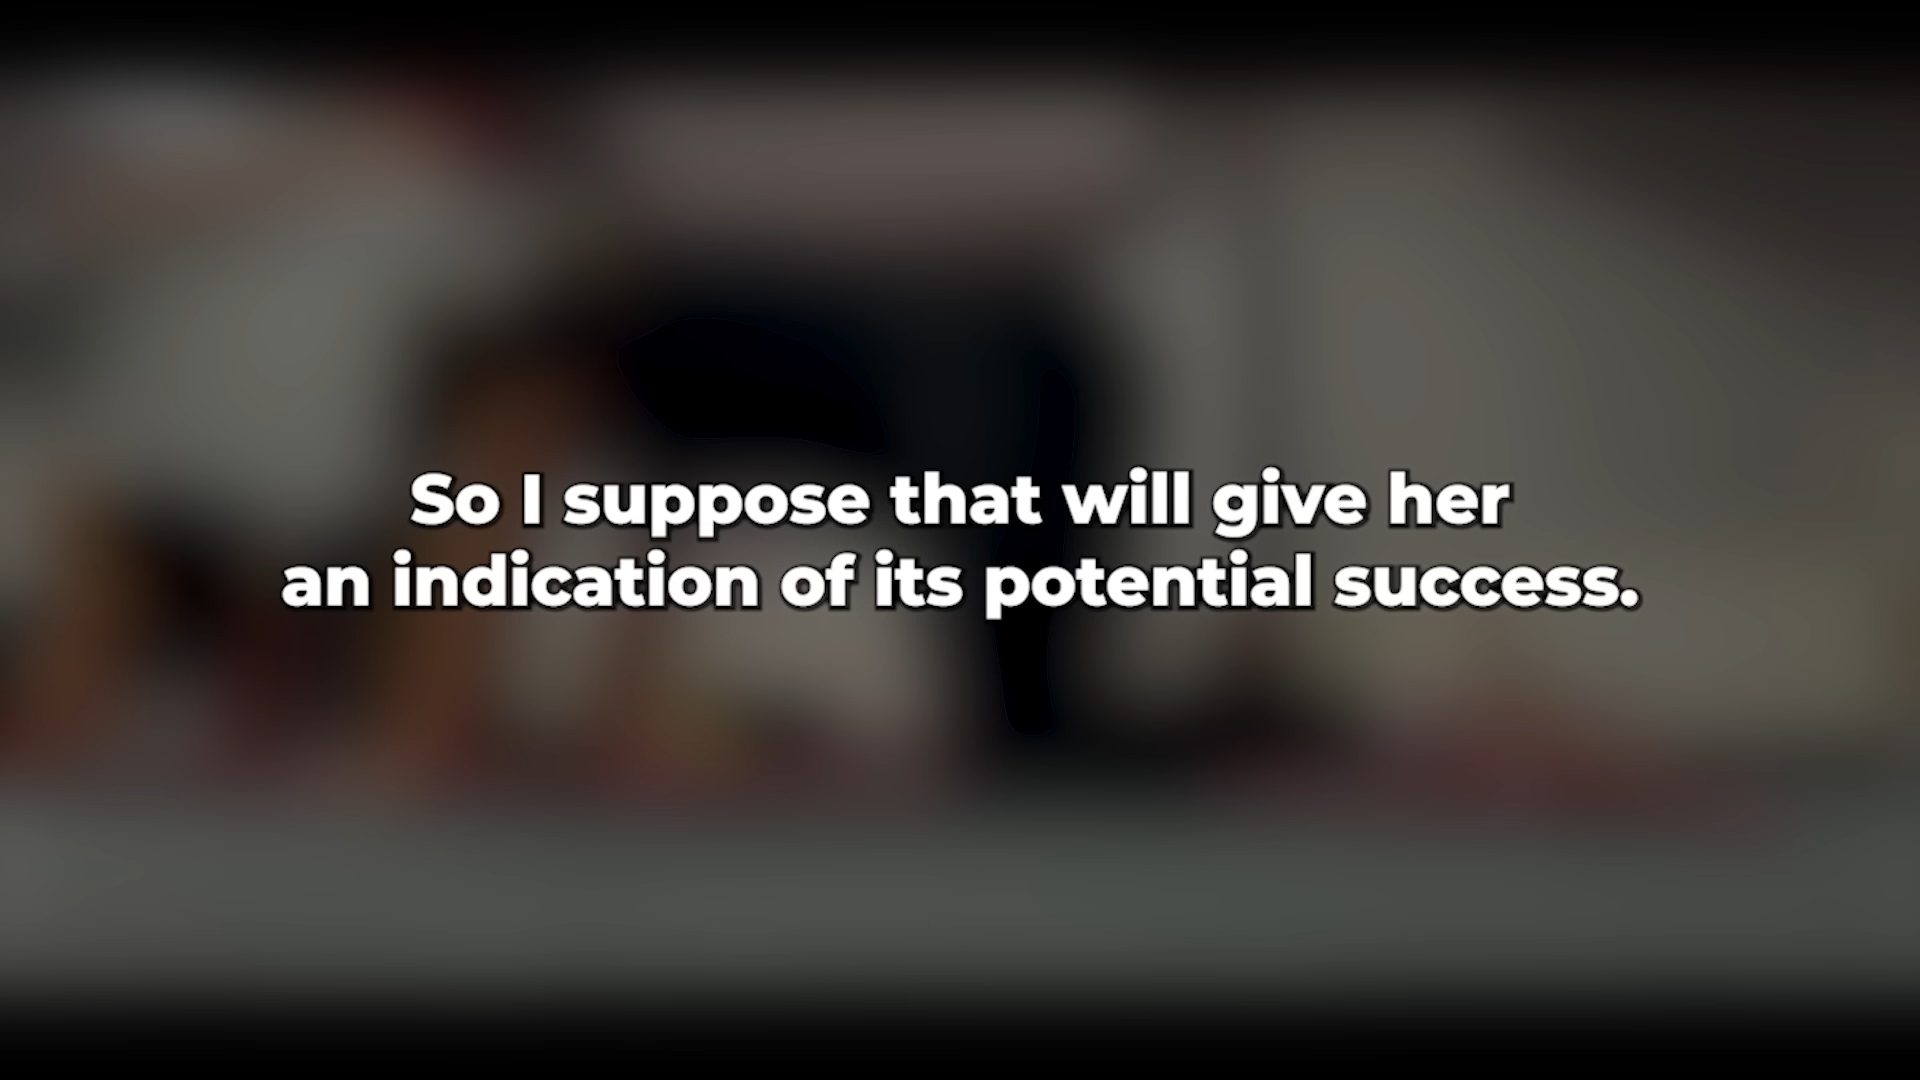 So I suppose that will give her
an indication of its potential success.